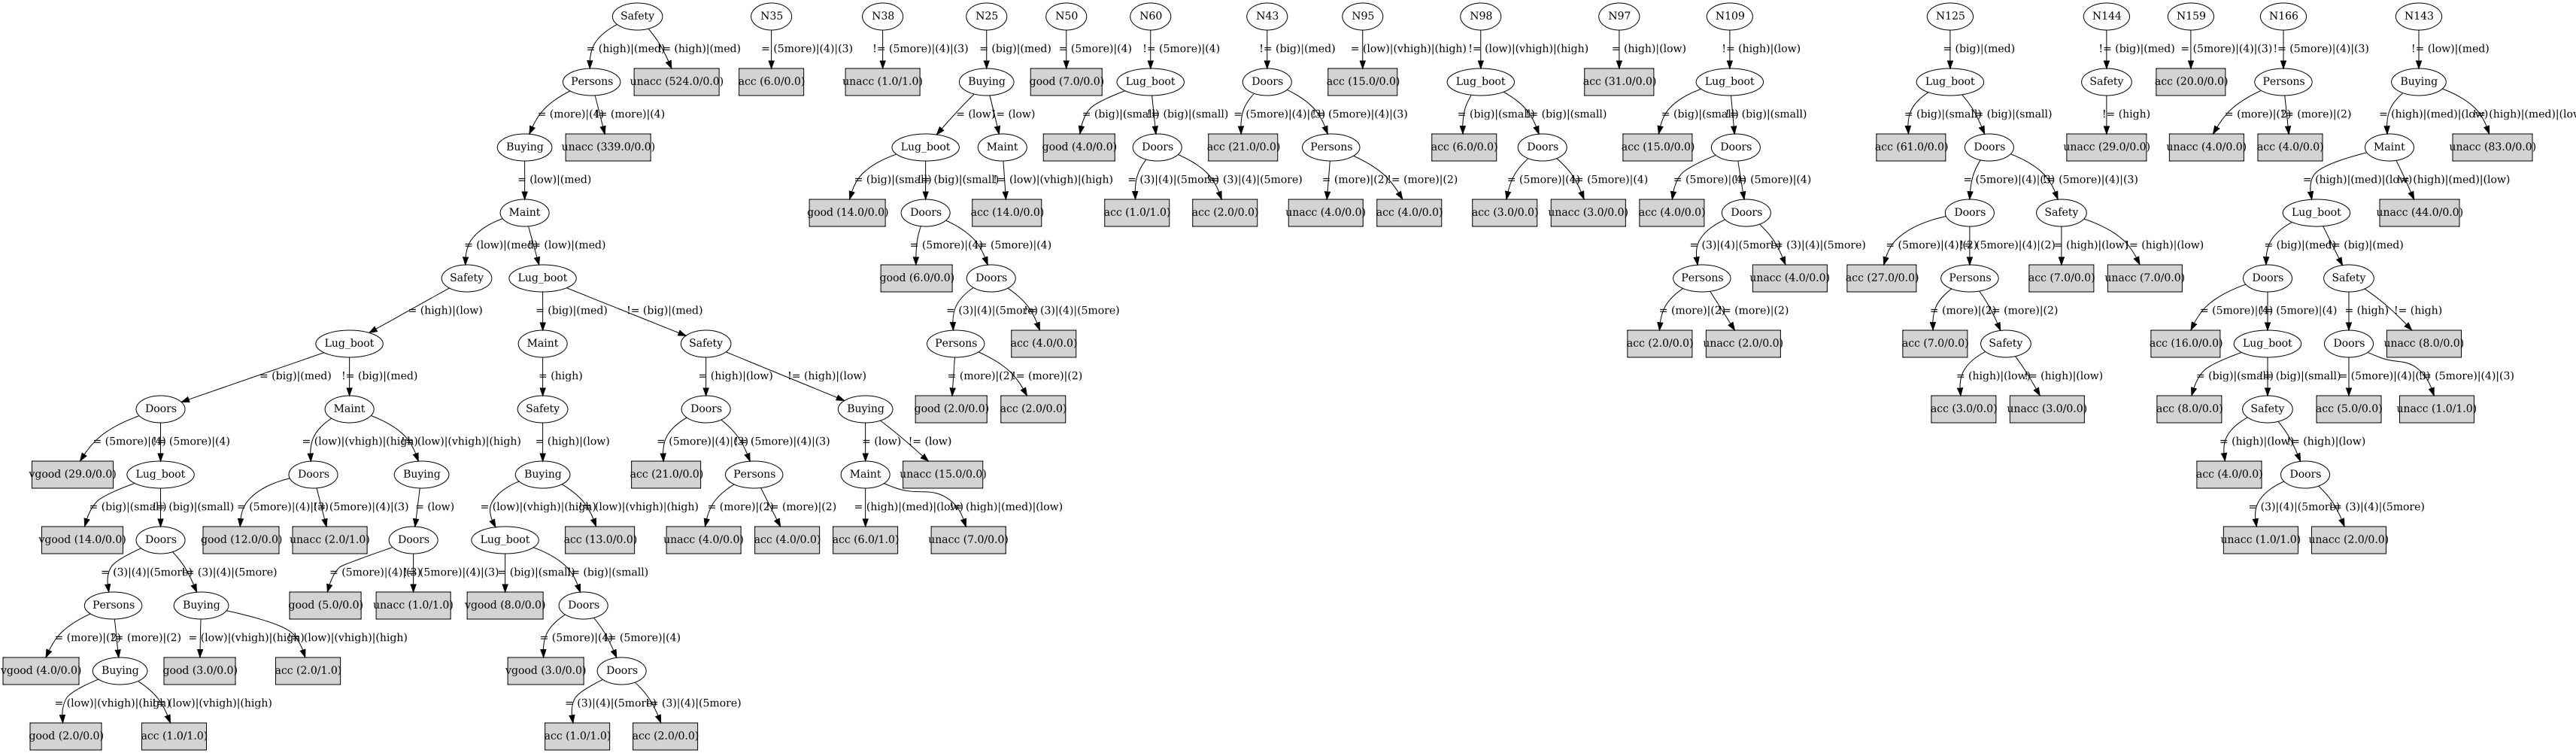 Safety N35 N38 N25 N50 N60 N43 N95 N98 N97 N109 N125 N144 N159 N166 N143
= (high)|(med) != (high)|(med) = (5more)|(4)|(3) != (5more)|(4)|(3) = (big)|(med) = (5more)|(4) != (5more)|(4) != (big)|(med) = (low)|(vhigh)|(high) != (low)|(vhigh)|(high) = (high)|(low) != (high)|(low) = (big)|(med) != (big)|(med) = (5more)|(4)|(3) != (5more)|(4)|(3) != (low)|(med)
Persons unacc (524.0/0.0) acc (6.0/0.0) unacc (1.0/1.0) Buying good (7.0/0.0) Lug_boot Doors acc (15.0/0.0) Lug_boot acc (31.0/0.0) Lug_boot Lug_boot Safety acc (20.0/0.0) Persons Buying
= (more)|(4) != (more)|(4) = (low) != (low) = (big)|(small) != (big)|(small) = (5more)|(4)|(3) != (5more)|(4)|(3) = (big)|(small) != (big)|(small) = (big)|(small) != (big)|(small) = (big)|(small) != (big)|(small) != (high) = (more)|(2) != (more)|(2) = (high)|(med)|(low) != (high)|(med)|(low)
Buying unacc (339.0/0.0) Lug_boot Maint good (4.0/0.0) Doors acc (21.0/0.0) Persons acc (6.0/0.0) Doors acc (15.0/0.0) Doors acc (61.0/0.0) Doors unacc (29.0/0.0) unacc (4.0/0.0) acc (4.0/0.0) Maint unacc (83.0/0.0)
= (low)|(med) = (big)|(small) != (big)|(small) != (low)|(vhigh)|(high) = (3)|(4)|(5more) != (3)|(4)|(5more) = (more)|(2) != (more)|(2) = (5more)|(4) != (5more)|(4) = (5more)|(4) != (5more)|(4) = (5more)|(4)|(3) != (5more)|(4)|(3) = (high)|(med)|(low) != (high)|(med)|(low)
Maint good (14.0/0.0) Doors acc (14.0/0.0) acc (1.0/1.0) acc (2.0/0.0) unacc (4.0/0.0) acc (4.0/0.0) acc (3.0/0.0) unacc (3.0/0.0) acc (4.0/0.0) Doors Doors Safety Lug_boot unacc (44.0/0.0)
= (low)|(med) != (low)|(med) = (5more)|(4) != (5more)|(4) = (3)|(4)|(5more) != (3)|(4)|(5more) = (5more)|(4)|(2) != (5more)|(4)|(2) = (high)|(low) != (high)|(low) = (big)|(med) != (big)|(med)
Safety Lug_boot good (6.0/0.0) Doors Persons unacc (4.0/0.0) acc (27.0/0.0) Persons acc (7.0/0.0) unacc (7.0/0.0) Doors Safety
= (high)|(low) = (big)|(med) != (big)|(med) = (3)|(4)|(5more) != (3)|(4)|(5more) = (more)|(2) != (more)|(2) = (more)|(2) != (more)|(2) = (5more)|(4) != (5more)|(4) = (high) != (high)
Lug_boot Maint Safety Persons acc (4.0/0.0) acc (2.0/0.0) unacc (2.0/0.0) acc (7.0/0.0) Safety acc (16.0/0.0) Lug_boot Doors unacc (8.0/0.0)
= (big)|(med) != (big)|(med) = (high) = (high)|(low) != (high)|(low) = (more)|(2) != (more)|(2) = (high)|(low) != (high)|(low) = (big)|(small) != (big)|(small) = (5more)|(4)|(3) != (5more)|(4)|(3)
Doors Maint Safety Doors Buying good (2.0/0.0) acc (2.0/0.0) acc (3.0/0.0) unacc (3.0/0.0) acc (8.0/0.0) Safety acc (5.0/0.0) unacc (1.0/1.0)
= (5more)|(4) != (5more)|(4) = (low)|(vhigh)|(high) != (low)|(vhigh)|(high) = (high)|(low) = (5more)|(4)|(3) != (5more)|(4)|(3) = (low) != (low) = (high)|(low) != (high)|(low)
vgood (29.0/0.0) Lug_boot Doors Buying Buying acc (21.0/0.0) Persons Maint unacc (15.0/0.0) acc (4.0/0.0) Doors
= (big)|(small) != (big)|(small) = (5more)|(4)|(3) != (5more)|(4)|(3) = (low) = (low)|(vhigh)|(high) != (low)|(vhigh)|(high) = (more)|(2) != (more)|(2) = (high)|(med)|(low) != (high)|(med)|(low) = (3)|(4)|(5more) != (3)|(4)|(5more)
vgood (14.0/0.0) Doors good (12.0/0.0) unacc (2.0/1.0) Doors Lug_boot acc (13.0/0.0) unacc (4.0/0.0) acc (4.0/0.0) acc (6.0/1.0) unacc (7.0/0.0) unacc (1.0/1.0) unacc (2.0/0.0)
= (3)|(4)|(5more) != (3)|(4)|(5more) = (5more)|(4)|(3) != (5more)|(4)|(3) = (big)|(small) != (big)|(small)
Persons Buying good (5.0/0.0) unacc (1.0/1.0) vgood (8.0/0.0) Doors
= (more)|(2) != (more)|(2) = (low)|(vhigh)|(high) != (low)|(vhigh)|(high) = (5more)|(4) != (5more)|(4)
vgood (4.0/0.0) Buying good (3.0/0.0) acc (2.0/1.0) vgood (3.0/0.0) Doors
= (low)|(vhigh)|(high) != (low)|(vhigh)|(high) = (3)|(4)|(5more) != (3)|(4)|(5more)
good (2.0/0.0) acc (1.0/1.0) acc (1.0/1.0) acc (2.0/0.0)